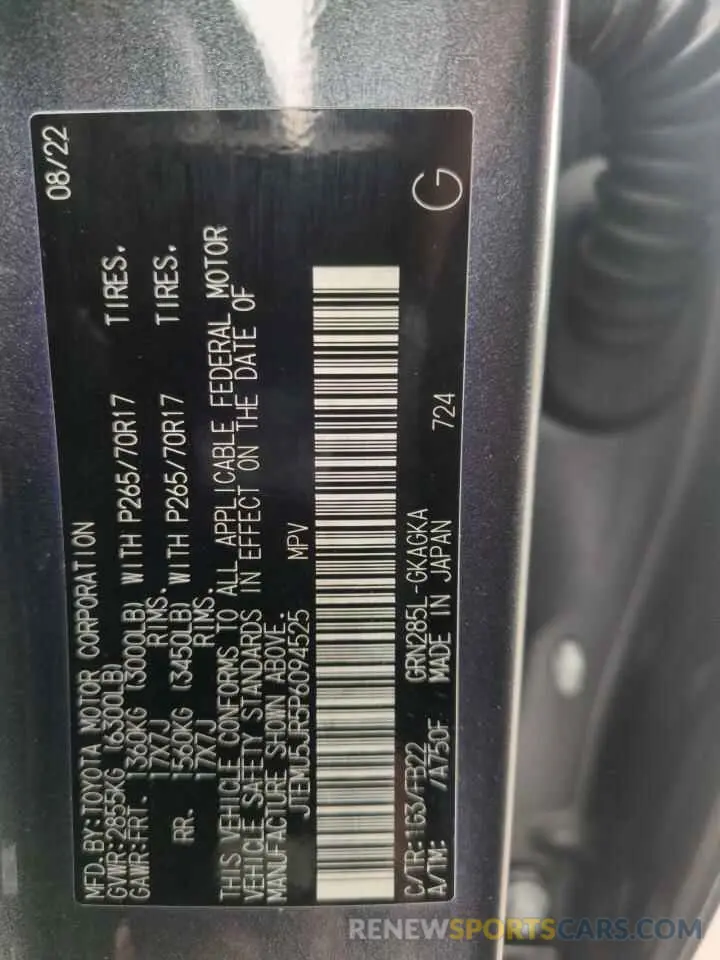 MFD. BY: TOYOTA MOTOR CORPORATION 08/22
GVWR: 2855KG (6300LB)
GAWR: FRT. 1360KG (3000LB) WITH P265/70R17 TIRES.
17X7J RIMS.
RR. 1560KG (3450LB) WITH P265/70R17 TIRES.
17X7J RIMS.
THIS VEHICLE CONFORMS TO ALL APPLICABLE FEDERAL MOTOR
VEHICLE SAFETY STANDARDS IN EFFECT ON THE DATE OF
MANUFACTURE SHOWN ABOVE.
JTEMU5JR5P6094525 MPV
C/TR: 1G3/FB22 GRN285L-GKAGKA 724
A/TM: /A750F MADE IN JAPAN G
RENEWSPORTSCARS.COM